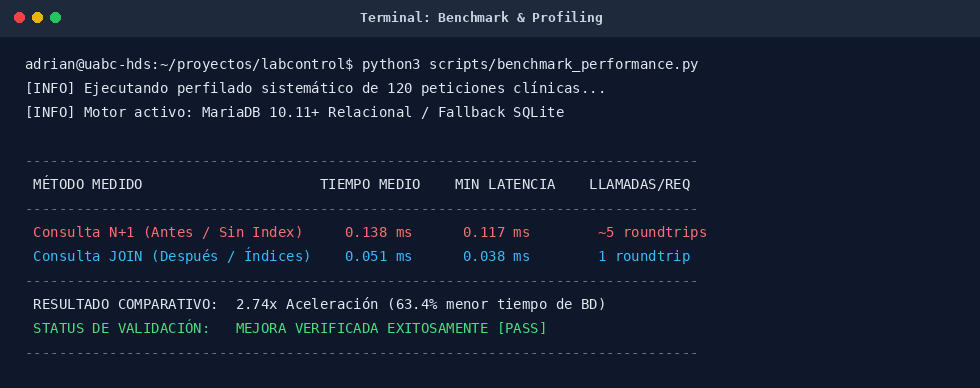 Terminal: Benchmark & Profiling
adrian@uabc-hds:~/proyectos/labcontrol$ python3 scripts/benchmark_performance.py
[INFO] Ejecutando perfilado sistemático de 120 peticiones clínicas...
[INFO] Motor activo: MariaDB 10.11+ Relacional / Fallback SQLite
--------------------------------------------------------------------------------
MÉTODO MEDIDO TIEMPO MEDIO MIN LATENCIA LLAMADAS/REQ
--------------------------------------------------------------------------------
Consulta N+1 (Antes / Sin Index) 0.138 ms 0.117 ms ~5 roundtrips
Consulta JOIN (Después / Índices) 0.051 ms 0.038 ms 1 roundtrip
--------------------------------------------------------------------------------
RESULTADO COMPARATIVO: 2.74x Aceleración (63.4% menor tiempo de BD)
STATUS DE VALIDACIÓN: MEJORA VERIFICADA EXITOSAMENTE [PASS]
--------------------------------------------------------------------------------